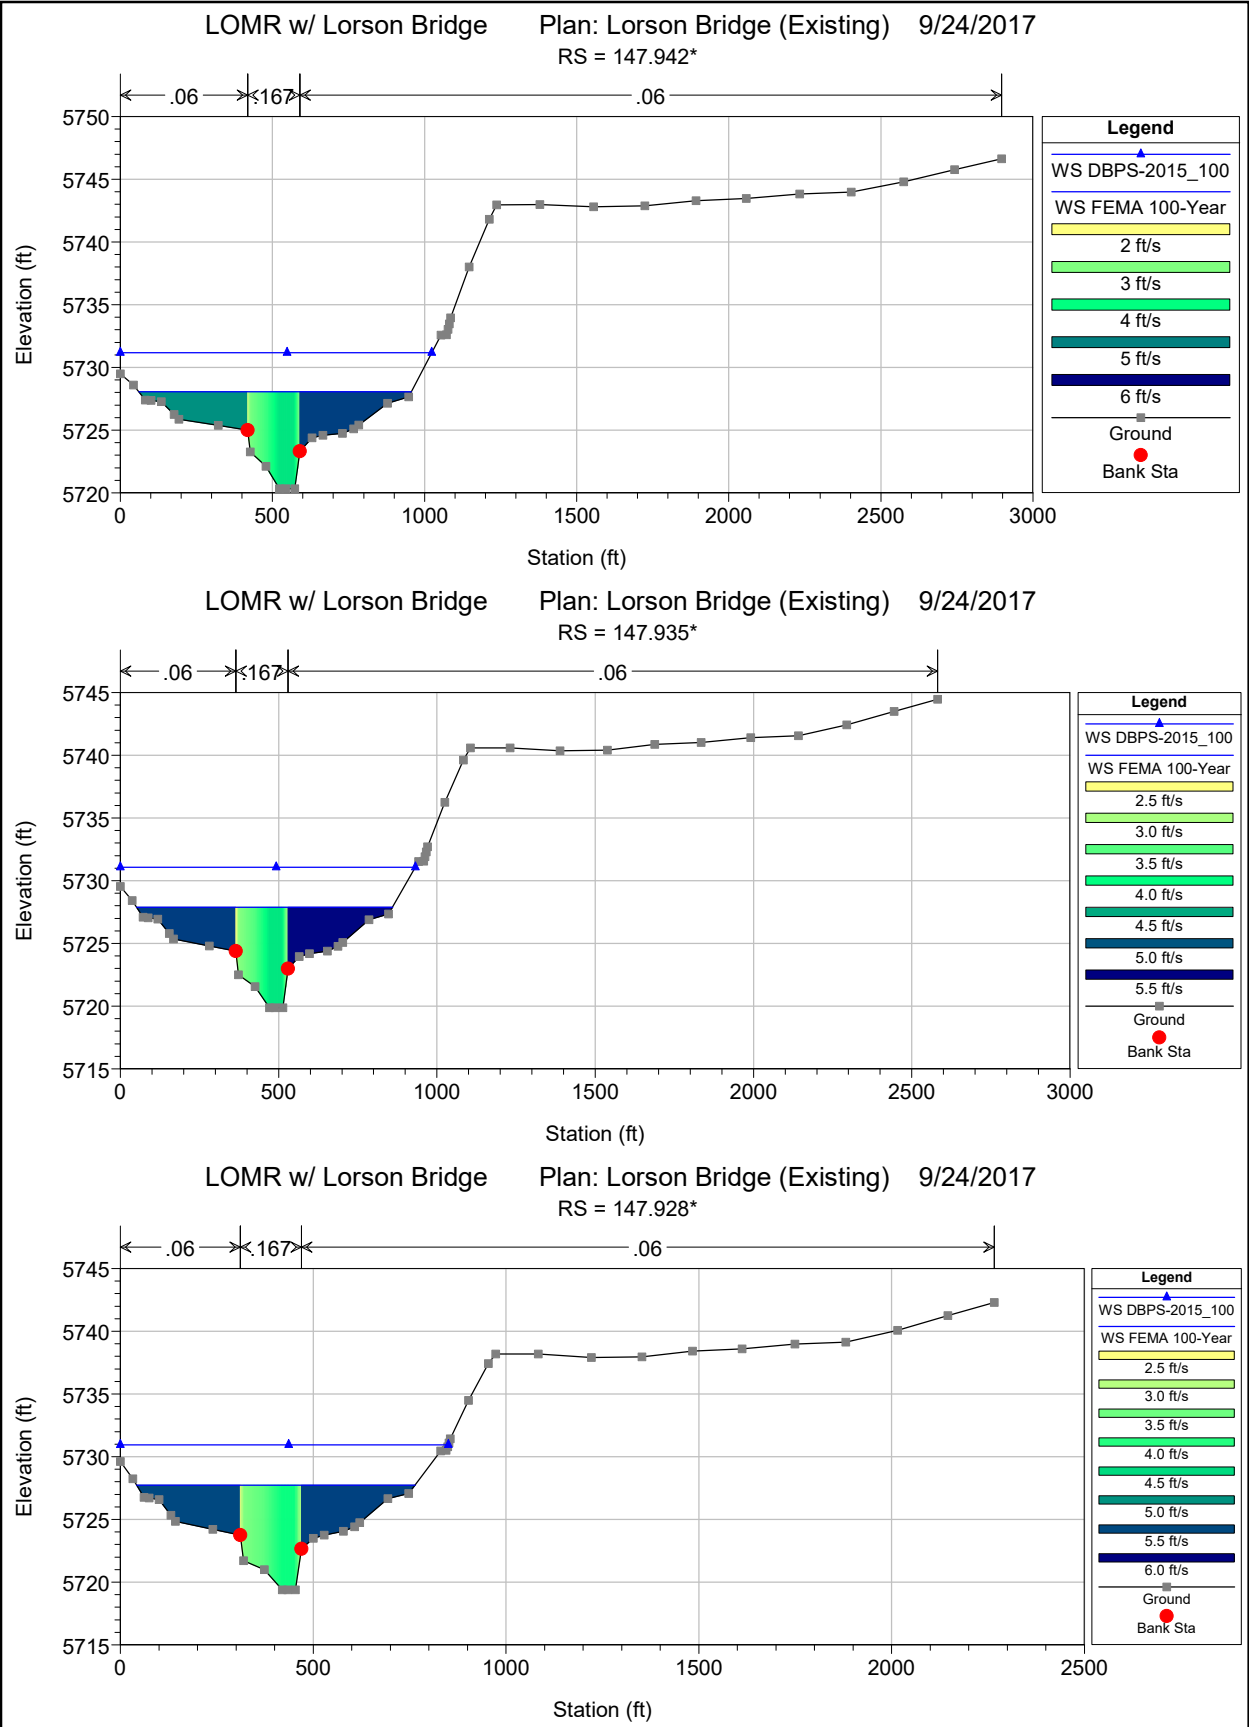 LOMR w/ Lorson Bridge Plan: Lorson Bridge (Existing) 9/24/2017
RS = 147.942*
.06 .167 .06
5750
5745
5740
5735
5730
5725
5720
Elevation (ft)
0 500 1000 1500 2000 2500 3000
Station (ft)
Legend
WS DBPS-2015_100
WS FEMA 100-Year
2 ft/s
3 ft/s
4 ft/s
5 ft/s
6 ft/s
Ground
Bank Sta
LOMR w/ Lorson Bridge Plan: Lorson Bridge (Existing) 9/24/2017
RS = 147.935*
.06 .167 .06
5745
5740
5735
5730
5725
5720
5715
Elevation (ft)
0 500 1000 1500 2000 2500 3000
Station (ft)
Legend
WS DBPS-2015_100
WS FEMA 100-Year
2.5 ft/s
3.0 ft/s
3.5 ft/s
4.0 ft/s
4.5 ft/s
5.0 ft/s
5.5 ft/s
Ground
Bank Sta
LOMR w/ Lorson Bridge Plan: Lorson Bridge (Existing) 9/24/2017
RS = 147.928*
.06 .167 .06
5745
5740
5735
5730
5725
5720
5715
Elevation (ft)
0 500 1000 1500 2000 2500
Station (ft)
Legend
WS DBPS-2015_100
WS FEMA 100-Year
2.5 ft/s
3.0 ft/s
3.5 ft/s
4.0 ft/s
4.5 ft/s
5.0 ft/s
5.5 ft/s
6.0 ft/s
Ground
Bank Sta